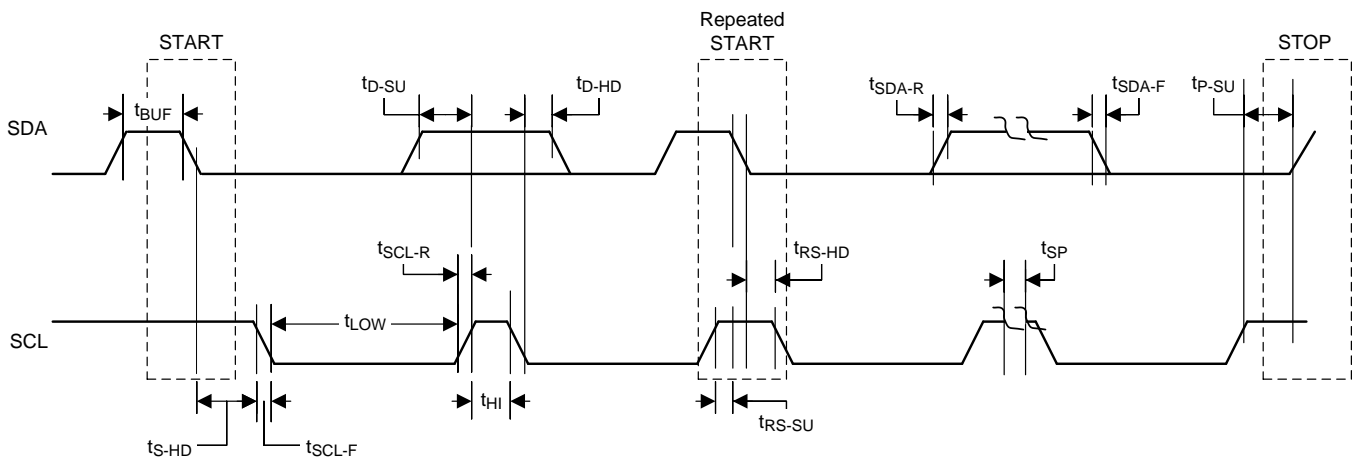 Repeated
START
START
STOP
tD-SU
tD-HD
tSDA-R
tSDA-F
tP-SU
tBUF
SDA
tSCL-R
tRS-HD
tSP
tLOW
SCL
tHI
tRS-SU
tS-HD
tSCL-F